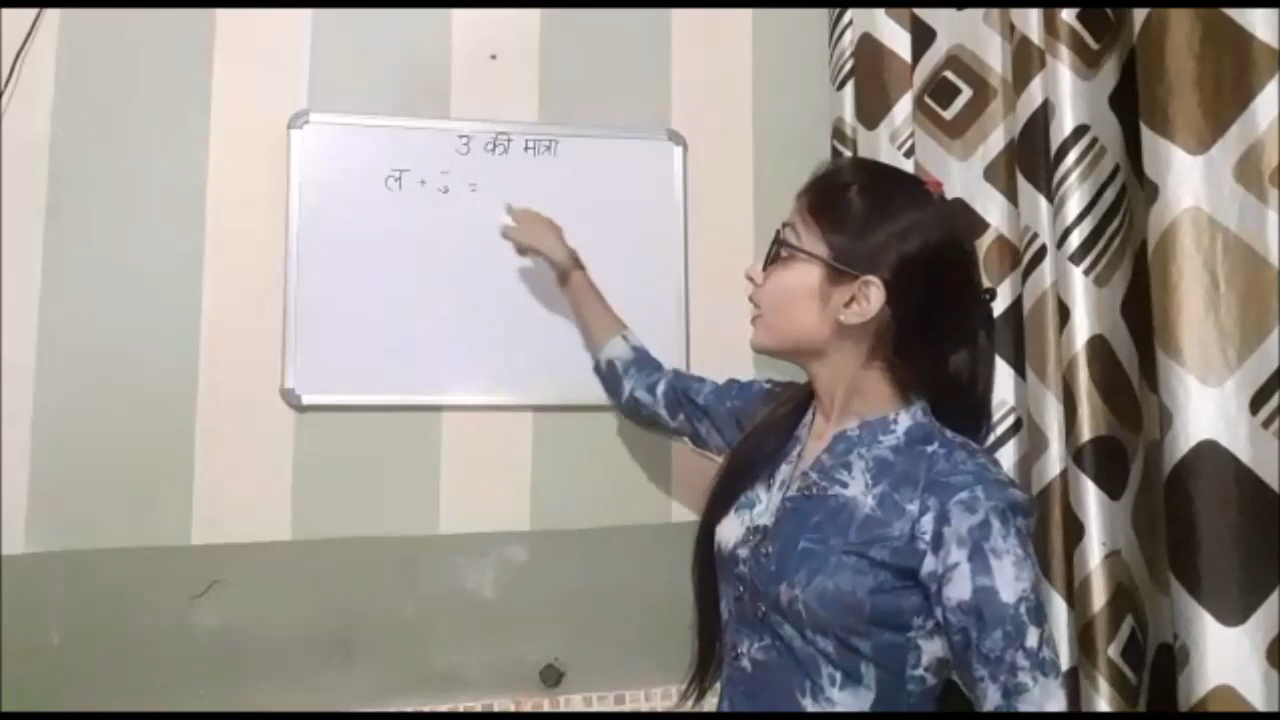 उ की मात्रा
ल + ु =